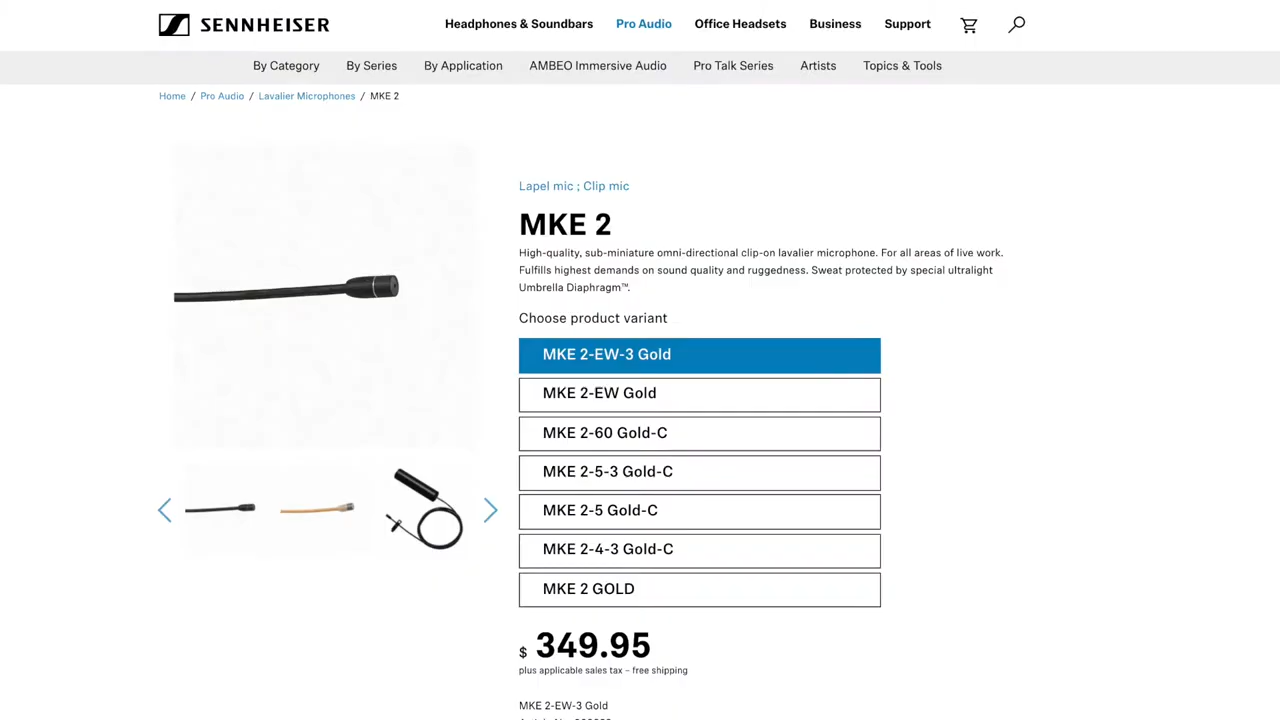 SENNHEISER
Headphones & Soundbars Pro Audio Office Headsets Business Support
By Category By Series By Application AMBEO Immersive Audio Pro Talk Series Artists Topics & Tools
Home / Pro Audio / Lavalier Microphones / MKE 2
Lapel mic ; Clip mic
MKE 2
High-quality, sub-miniature omni-directional clip-on lavalier microphone. For all areas of live work.
Fulfills highest demands on sound quality and ruggedness. Sweat protected by special ultralight
Umbrella Diaphragm™.
Choose product variant
MKE 2-EW-3 Gold
MKE 2-EW Gold
MKE 2-60 Gold-C
MKE 2-5-3 Gold-C
MKE 2-5 Gold-C
MKE 2-4-3 Gold-C
MKE 2 GOLD
$ 349.95
plus applicable sales tax – free shipping
MKE 2-EW-3 Gold